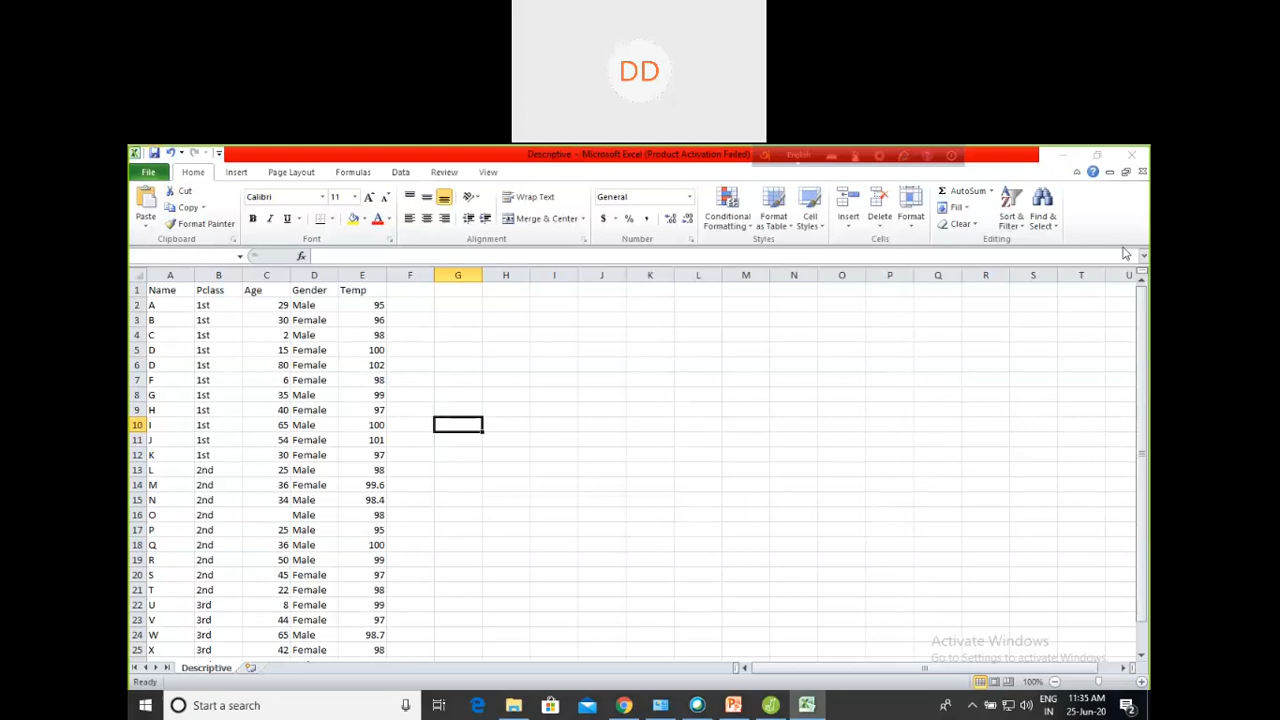 DD
Descriptive - Microsoft Excel (Product Activation Failed)
English
File Home Insert Page Layout Formulas Data Review View
Paste
Cut
Copy
Format Painter
Clipboard
Calibri 11
B I U A
Font
Wrap Text
Merge & Center
Alignment
General
$ % ,
Number
Conditional Formatting
Format as Table
Cell Styles
Styles
Insert
Delete
Format
Cells
Σ AutoSum
Fill
Clear
Sort & Filter
Find & Select
Editing
fx
A B C D E F G H I J K L M N O P Q R S T U
1 Name Pclass Age Gender Temp
2 A 1st 29 Male 95
3 B 1st 30 Female 96
4 C 1st 2 Male 98
5 D 1st 15 Female 100
6 D 1st 80 Female 102
7 F 1st 6 Female 98
8 G 1st 35 Male 99
9 H 1st 40 Female 97
10 I 1st 65 Male 100
11 J 1st 54 Female 101
12 K 1st 30 Female 97
13 L 2nd 25 Male 98
14 M 2nd 36 Female 99.6
15 N 2nd 34 Male 98.4
16 O 2nd Male 98
17 P 2nd 25 Male 95
18 Q 2nd 36 Male 100
19 R 2nd 50 Male 99
20 S 2nd 45 Female 97
21 T 2nd 22 Female 98
22 U 3rd 8 Female 99
23 V 3rd 44 Female 97
24 W 3rd 65 Male 98.7
25 X 3rd 42 Female 98
Activate Windows
Go to Settings to activate Windows.
Descriptive
Ready
100%
Start a search
ENG
IN
11:35 AM
25-Jun-20
2